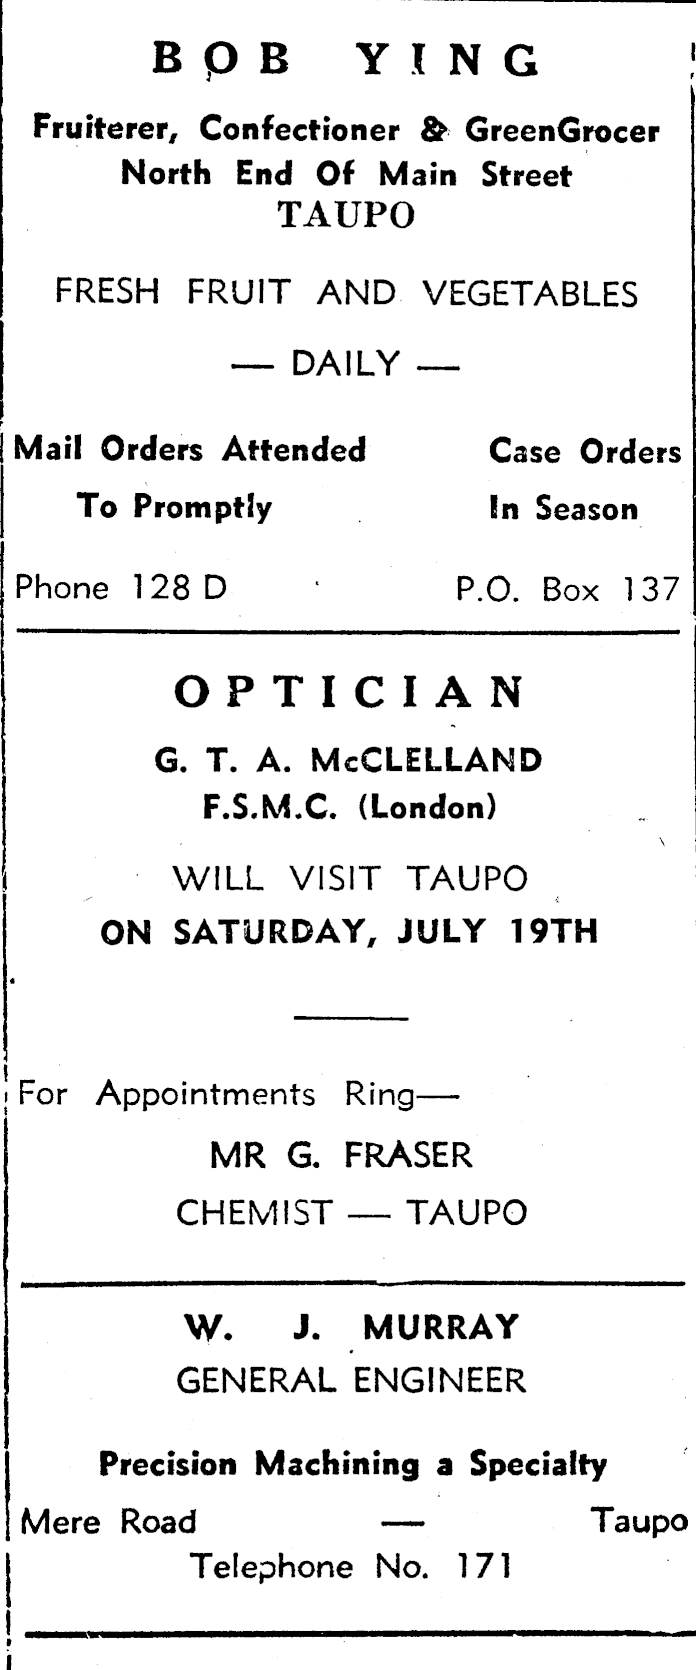 BOB YING
Fruiterer, Confectioner & GreenGrocer
North End Of Main Street
TAUPO
FRESH FRUIT AND VEGETABLES
— DAILY —
Mail Orders Attended
To Promptly
Case Orders
In Season
Phone 128 D
P.O. Box 137
OPTICIAN
G. T. A. McCLELLAND
F.S.M.C. (London)
WILL VISIT TAUPO
ON SATURDAY, JULY 19TH
For Appointments Ring—
MR G. FRASER
CHEMIST — TAUPO
W. J. MURRAY
GENERAL ENGINEER
Precision Machining a Specialty
Mere Road — Taupo
Telephone No. 171